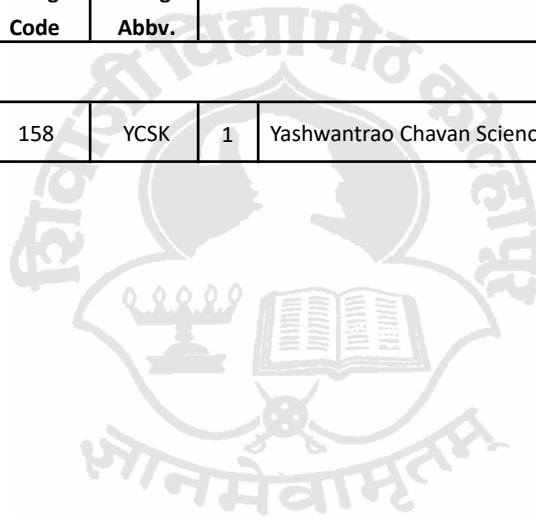 Code Abbv.
158 YCSK 1 Yashwantrao Chavan Scienc
शिवाजी विद्यापीठ कोल्हापूर
ज्ञानमेवामृतम्